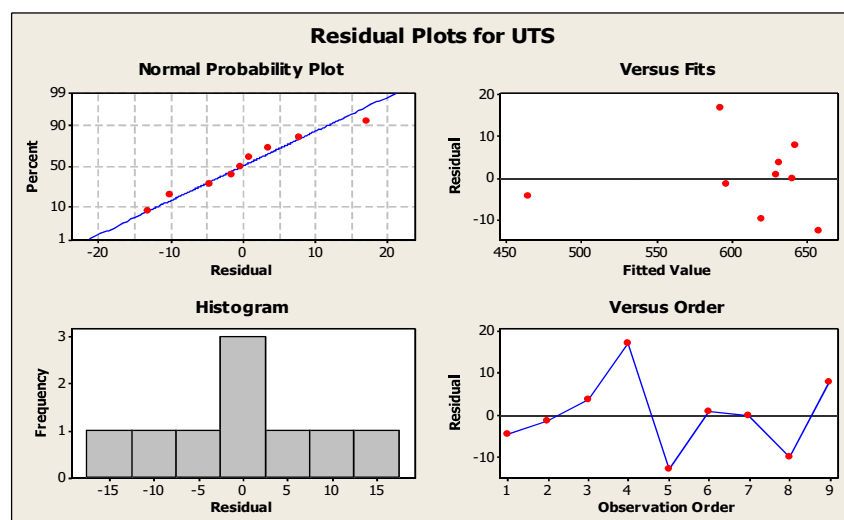 Residual Plots for UTS
Normal Probability Plot
99
90
50
10
1
Percent
-20 -10 0 10 20
Residual
Versus Fits
20
10
0
-10
Residual
450 500 550 600 650
Fitted Value
Histogram
3
2
1
0
Frequency
-15 -10 -5 0 5 10 15
Residual
Versus Order
20
10
0
-10
Residual
1 2 3 4 5 6 7 8 9
Observation Order